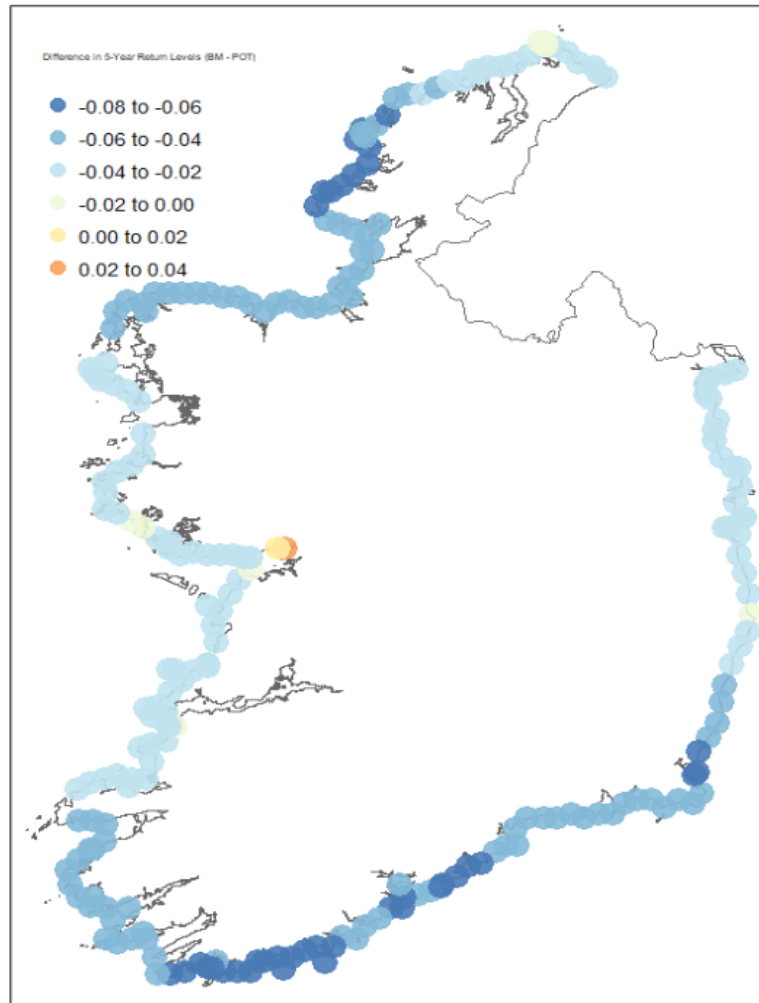 Difference in 5-Year Return Levels (BM - POT)
-0.08 to -0.06
-0.06 to -0.04
-0.04 to -0.02
-0.02 to 0.00
0.00 to 0.02
0.02 to 0.04